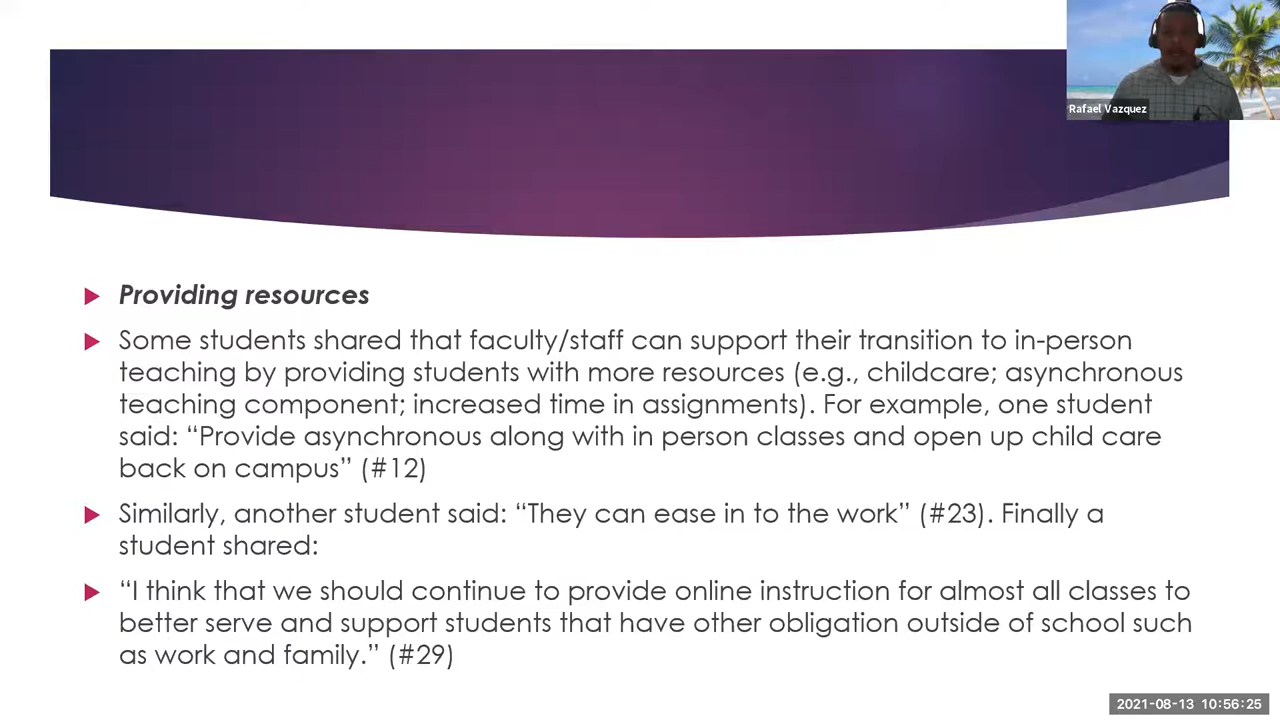 Rafael Vazquez
Providing resources
Some students shared that faculty/staff can support their transition to in-person
teaching by providing students with more resources (e.g., childcare; asynchronous
teaching component; increased time in assignments). For example, one student
said: “Provide asynchronous along with in person classes and open up child care
back on campus” (#12)
Similarly, another student said: “They can ease in to the work” (#23). Finally a
student shared:
“I think that we should continue to provide online instruction for almost all classes to
better serve and support students that have other obligation outside of school such
as work and family.” (#29)
2021-08-13 10:56:25